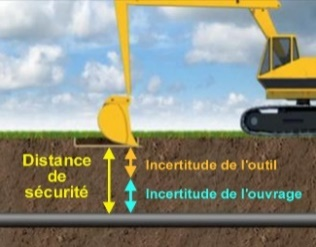 Distance
de
sécurité
Incertitude de l'outil
Incertitude de l'ouvrage